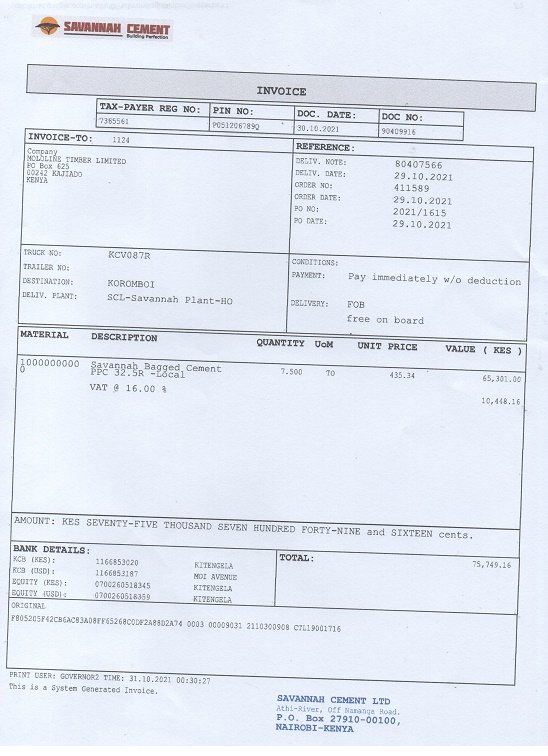 SAVANNAH CEMENT
Building Perfection
INVOICE
TAX-PAYER REG NO: PIN NO: DOC. DATE: DOC NO:
7365561 P051206789Q 30.10.2021 90409916
INVOICE-TO: 1124
Company
MOLOLINE TIMBER LIMITED
PO Box 625
00242 KAJIADO
KENYA
REFERENCE:
DELIV. NOTE: 80407566
DELIV. DATE: 29.10.2021
ORDER NO: 411589
ORDER DATE: 29.10.2021
PO NO: 2021/1615
PO DATE: 29.10.2021
TRUCK NO: KCV087R
TRAILER NO:
DESTINATION: KOROMBOI
DELIV. PLANT: SCL-Savannah Plant-HO
CONDITIONS:
PAYMENT: Pay immediately w/o deduction
DELIVERY: FOB
free on board
MATERIAL DESCRIPTION QUANTITY UoM UNIT PRICE VALUE ( KES )
1000000000 Savannah Bagged Cement 7.500 TO 435.34 65,301.00
0 PPC 32.5R -Local
VAT @ 16.00 % 10,448.16
AMOUNT: KES SEVENTY-FIVE THOUSAND SEVEN HUNDRED FORTY-NINE and SIXTEEN cents.
BANK DETAILS:
KCB (KES): 1166853020 KITENGELA
KCB (USD): 1166853187 MOI AVENUE
EQUITY (KES): 0700260518345 KITENGELA
EQUITY (USD): 0700260518359 KITENGELA
TOTAL: 75,749.16
ORIGINAL
F805205F42CB6AC83A08FF65268C0DF2A88D2A74 0003 00009031 2110300908 C7L19001716
PRINT USER: GOVERNOR2 TIME: 31.10.2021 00:30:27
This is a System Generated Invoice.
SAVANNAH CEMENT LTD
Athi-River, Off Namanga Road.
P.O. Box 27910-00100,
NAIROBI-KENYA